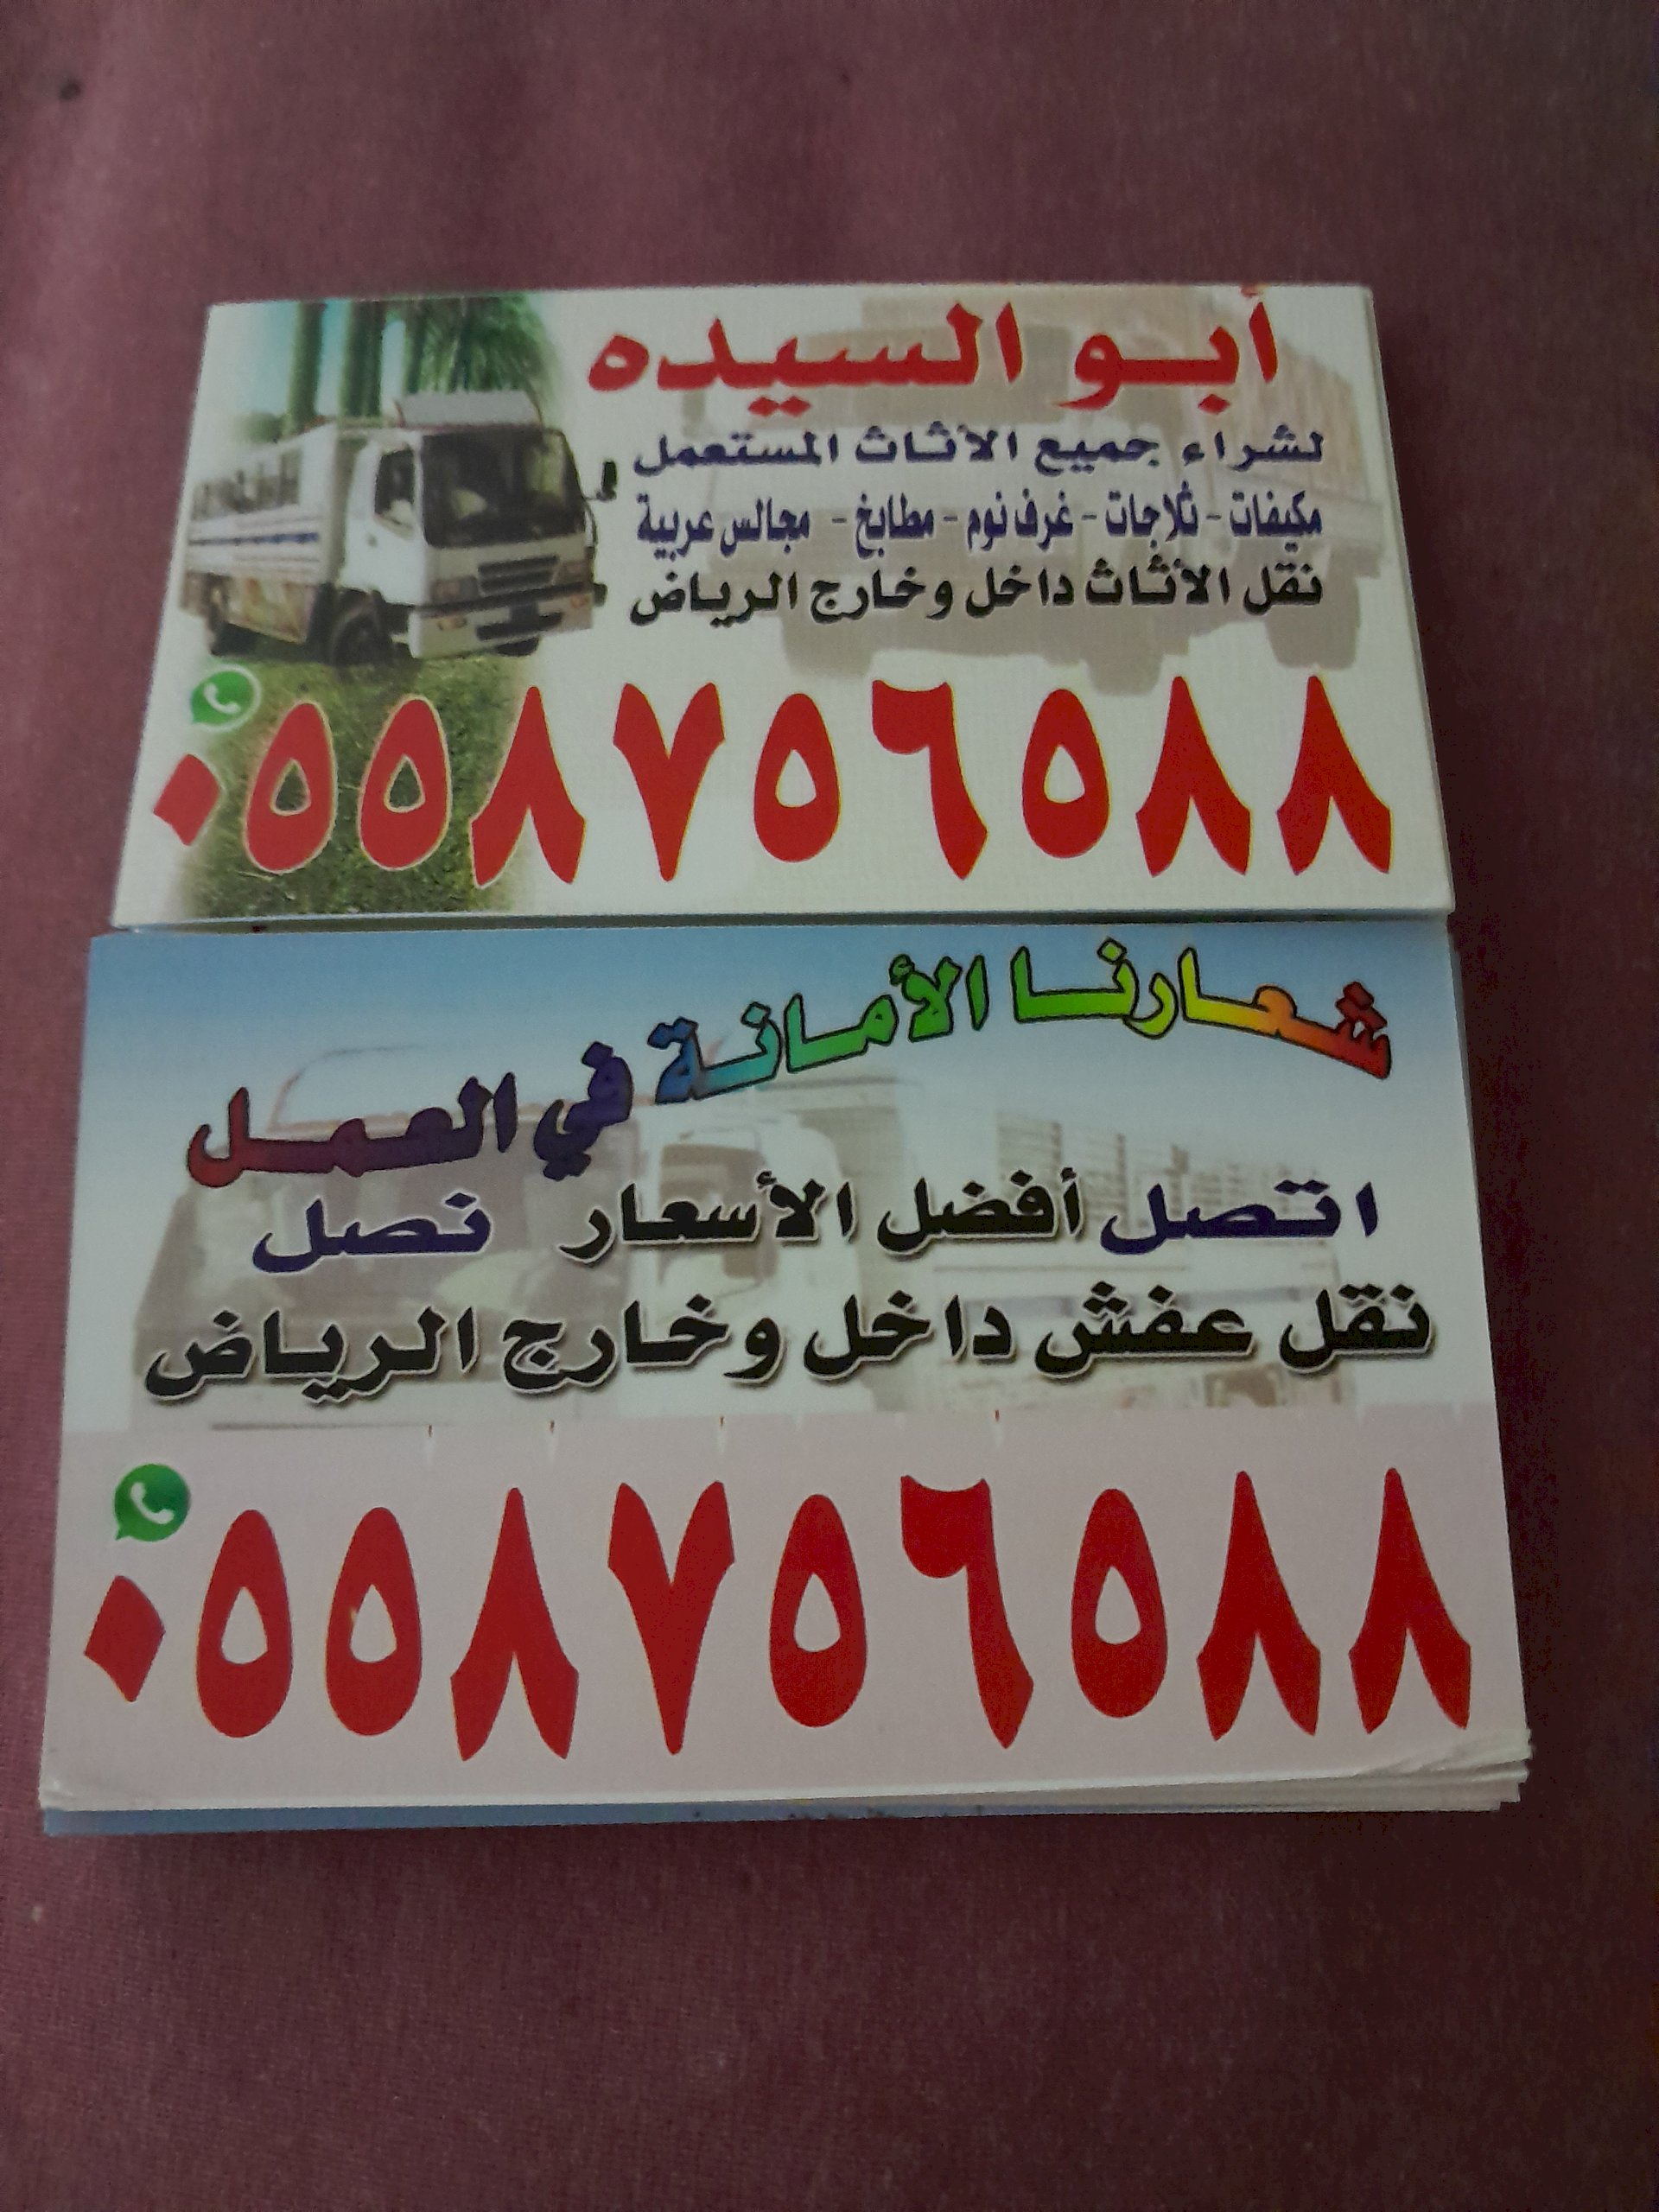 أبو السيده
لشراء جميع الأثاث المستعمل
مكيفات - ثلاجات - غرف نوم - مطابخ - مجالس عربية
نقل الأثاث داخل وخارج الرياض
٠٥٥٨٧٥٦٥٨٨
شعارنا الأمانة في العمل
اتصل أفضل الأسعار نصل
نقل عفش داخل وخارج الرياض
٠٥٥٨٧٥٦٥٨٨